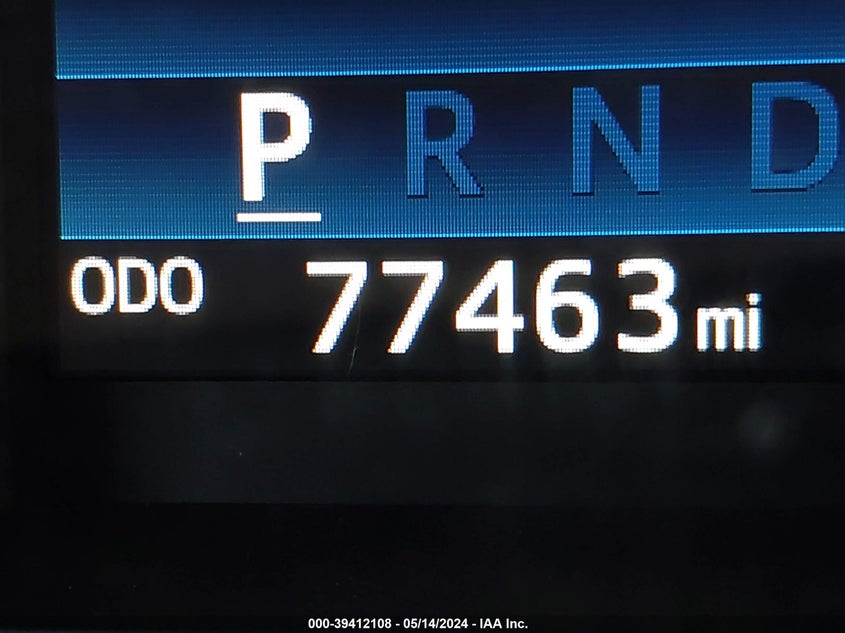 P R N D
ODO 77463 mi
000-39412108 - 05/14/2024 - IAA Inc.